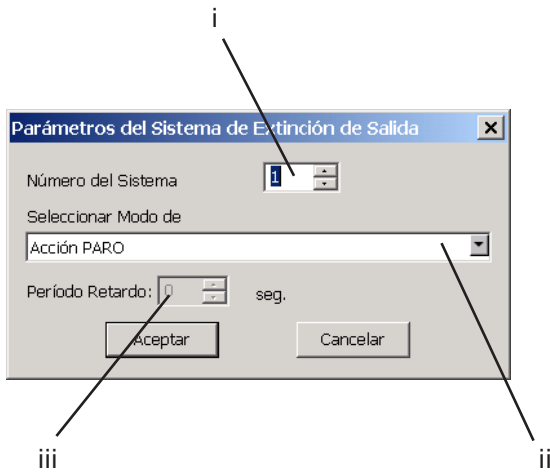 i
Parámetros del Sistema de Extinción de Salida
Número del Sistema 1
Seleccionar Modo de
Acción PARO
Período Retardo: 0 seg.
Aceptar Cancelar
iii ii